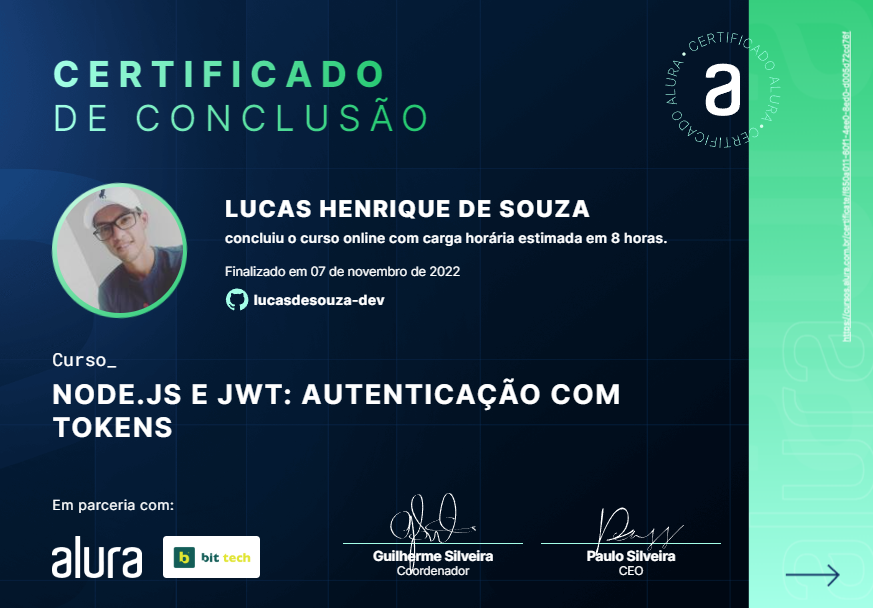 CERTIFICADO
DE CONCLUSÃO
CERTIFICADO ALURA • CERTIFICADO ALURA •
a
LUCAS HENRIQUE DE SOUZA
concluiu o curso online com carga horária estimada em 8 horas.
Finalizado em 07 de novembro de 2022
lucasdesouza-dev
Curso_
NODE.JS E JWT: AUTENTICAÇÃO COM
TOKENS
Em parceria com:
alura
b bit tech
Guilherme Silveira
Coordenador
Paulo Silveira
CEO
alura